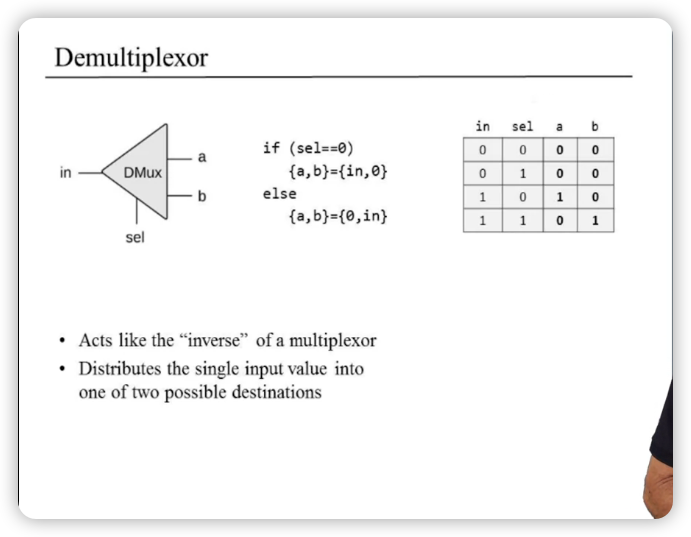 Demultiplexor
in
DMux
a
b
sel
if (sel==0)
{a,b}={in,0}
else
{a,b}={0,in}
in sel a b
0 0 0 0
0 1 0 0
1 0 1 0
1 1 0 1
• Acts like the “inverse” of a multiplexor
• Distributes the single input value into
one of two possible destinations